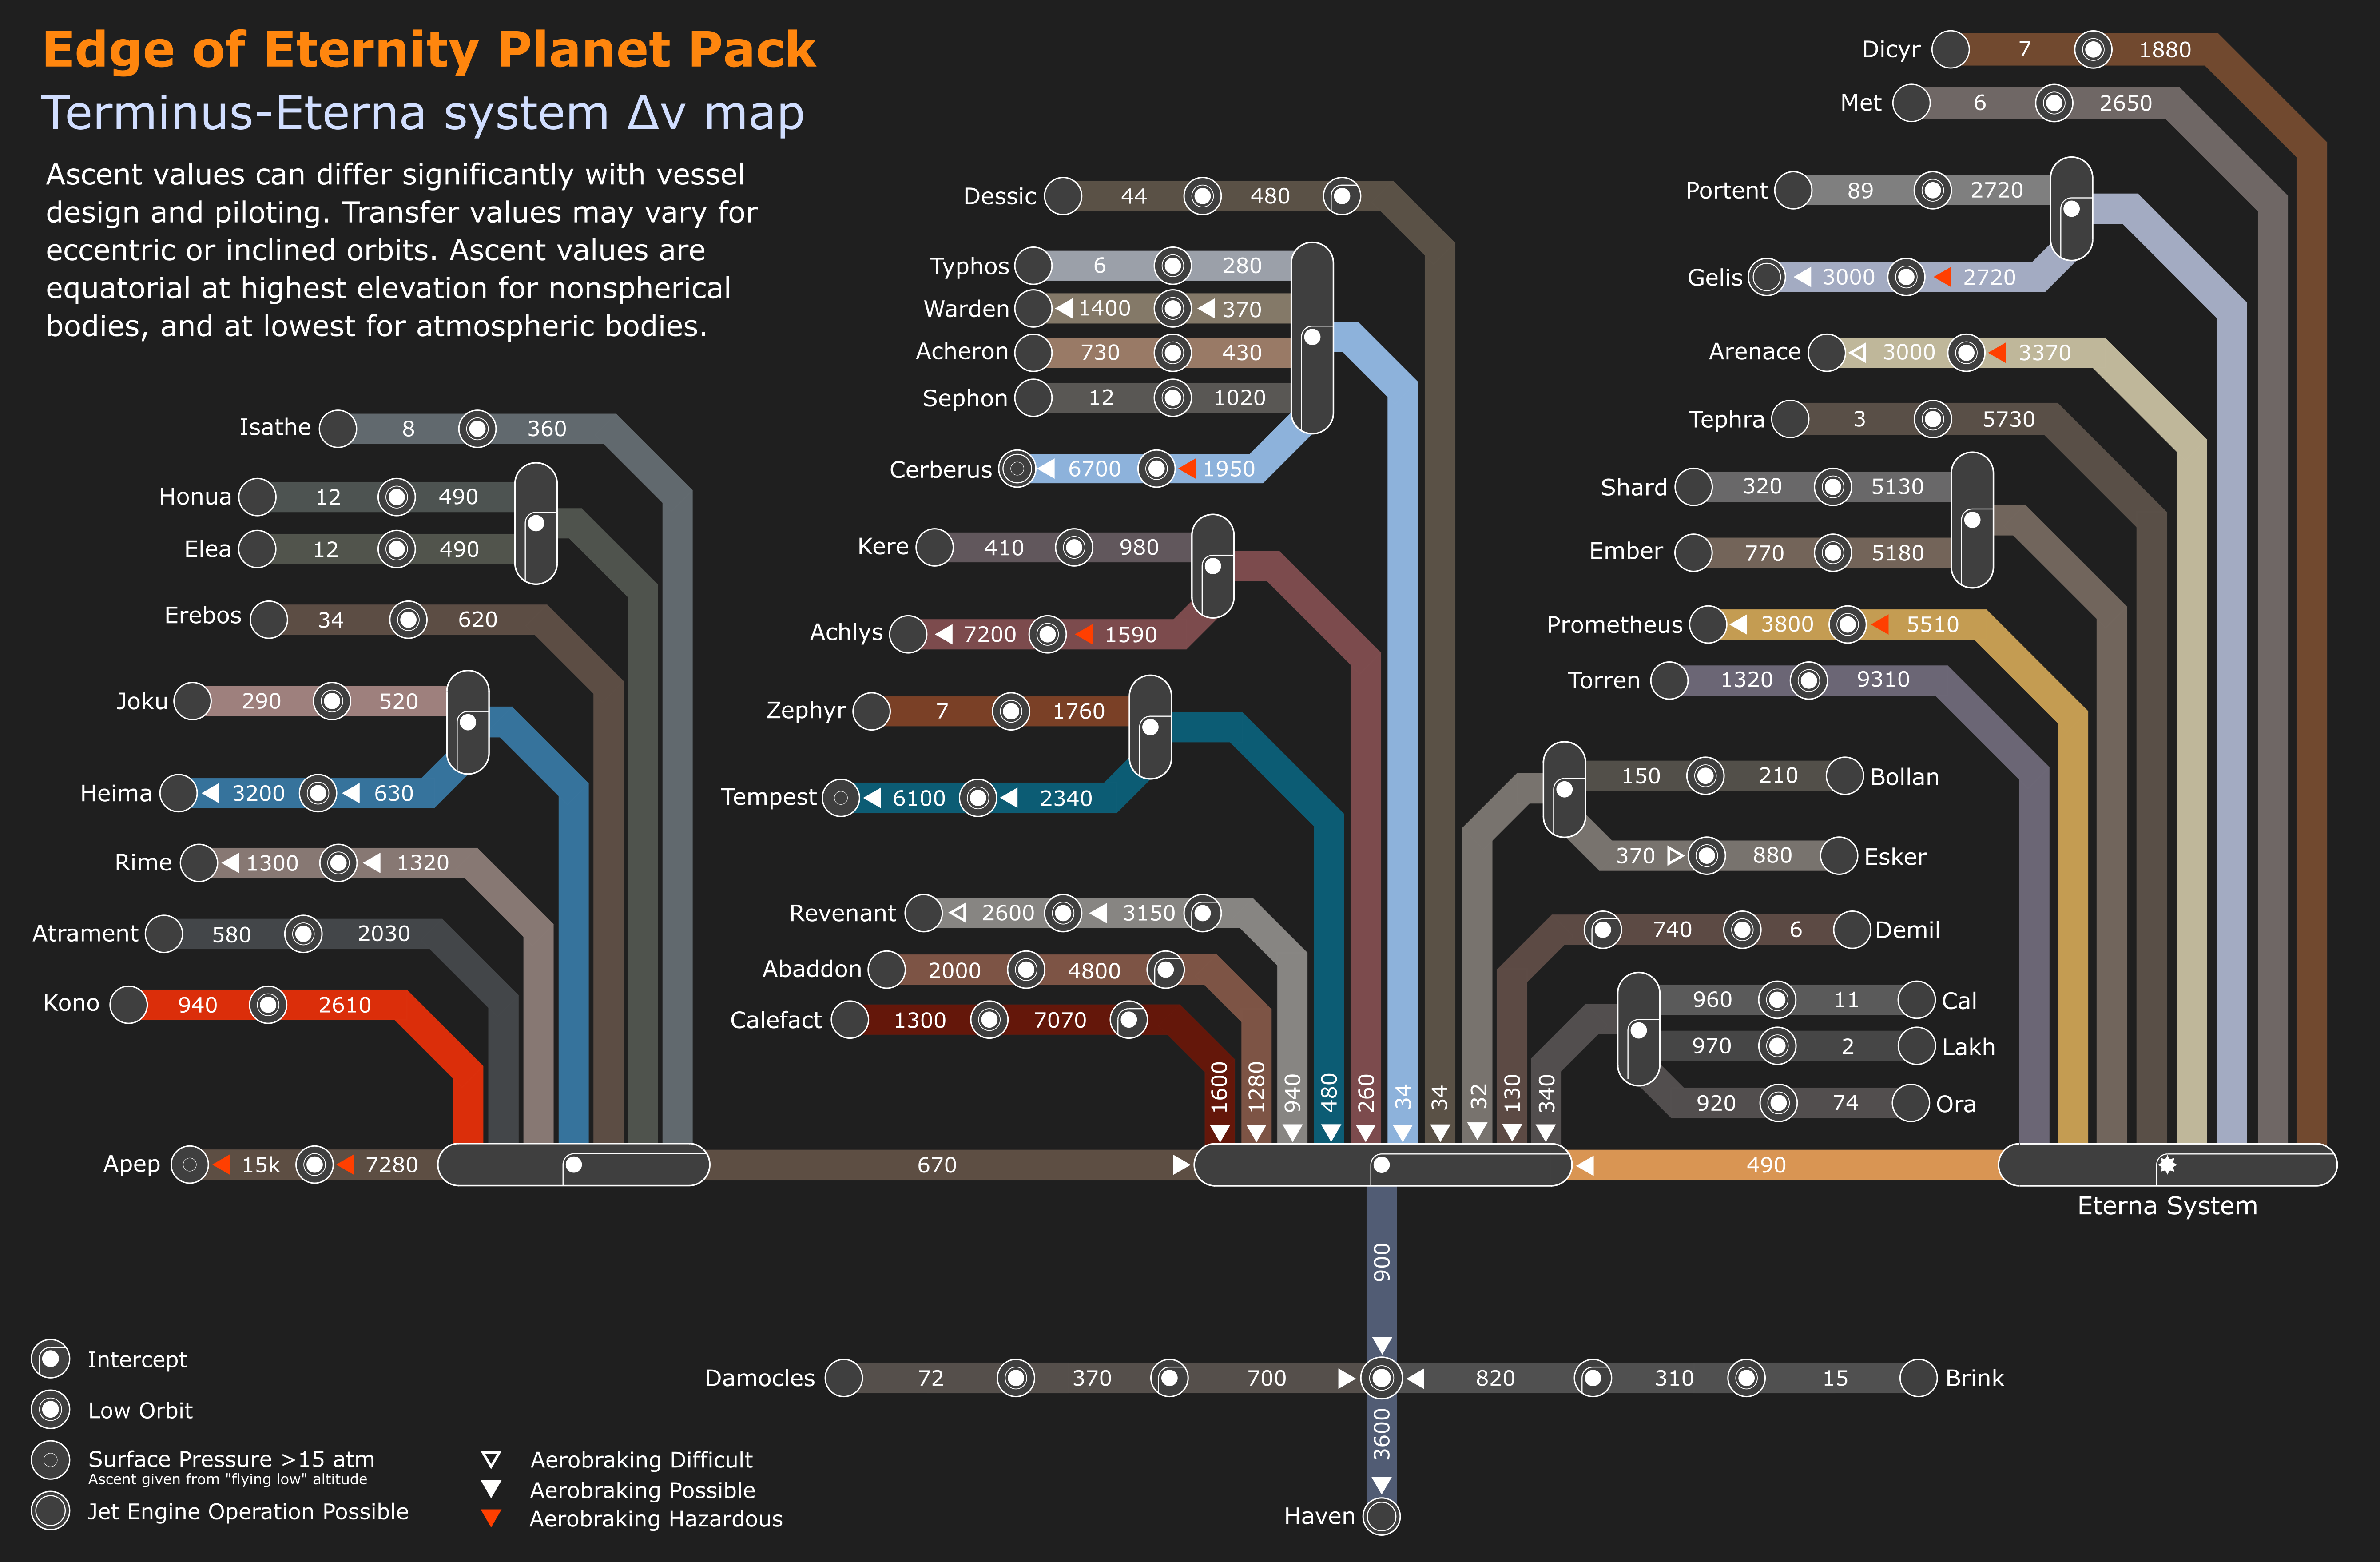 Edge of Eternity Planet Pack
Terminus-Eterna system Δv map
Ascent values can differ significantly with vessel
design and piloting. Transfer values may vary for
eccentric or inclined orbits. Ascent values are
equatorial at highest elevation for nonspherical
bodies, and at lowest for atmospheric bodies.
Isathe 8 360
Honua 12 490
Elea 12 490
Erebos 34 620
Joku 290 520
Heima 3200 630
Rime 1300 1320
Atrament 580 2030
Kono 940 2610
Apep 15k 7280
670
Dessic 44 480
Typhos 6 280
Warden 1400 370
Acheron 730 430
Sephon 12 1020
Cerberus 6700 1950
Kere 410 980
Achlys 7200 1590
Zephyr 7 1760
Tempest 6100 2340
Revenant 2600 3150
Abaddon 2000 4800
Calefact 1300 7070
1600 1280 940 480 260 34 34 32 130 340
Dicyr 7 1880
Met 6 2650
Portent 89 2720
Gelis 3000 2720
Arenace 3000 3370
Tephra 3 5730
Shard 320 5130
Ember 770 5180
Prometheus 3800 5510
Torren 1320 9310
150 210 Bollan
370 880 Esker
740 6 Demil
960 11 Cal
970 2 Lakh
920 74 Ora
490
Eterna System
900
Damocles 72 370 700 820 310 15 Brink
3600
Haven
Intercept
Low Orbit
Surface Pressure >15 atm
Ascent given from "flying low" altitude
Jet Engine Operation Possible
Aerobraking Difficult
Aerobraking Possible
Aerobraking Hazardous